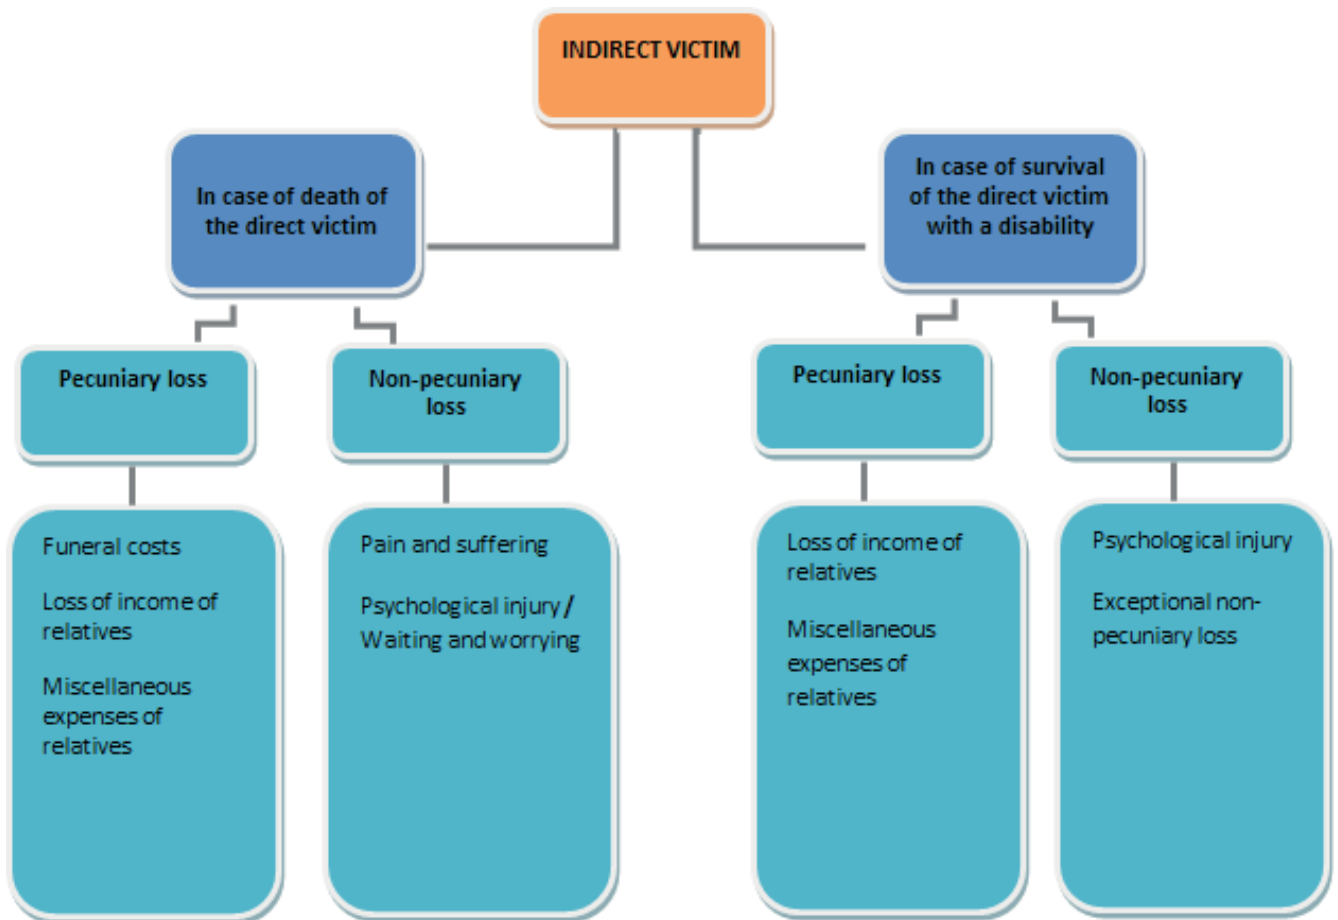 INDIRECT VICTIM
In case of death of
the direct victim
In case of survival
of the direct victim
with a disability
Pecuniary loss
Non-pecuniary
loss
Pecuniary loss
Non-pecuniary
loss
Funeral costs
Loss of income of
relatives
Miscellaneous
expenses of
relatives
Pain and suffering
Psychological injury /
Waiting and worrying
Loss of income of
relatives
Miscellaneous
expenses of
relatives
Psychological injury
Exceptional non-
pecuniary loss